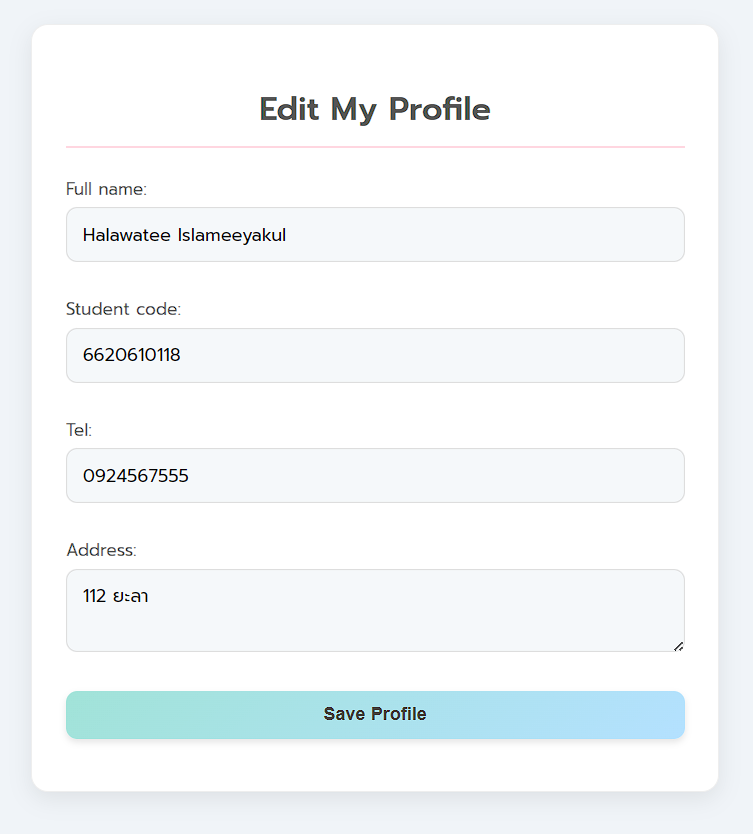 Edit My Profile
Full name:
Halawatee Islameeyakul
Student code:
6620610118
Tel:
0924567555
Address:
112 ยะลา
Save Profile